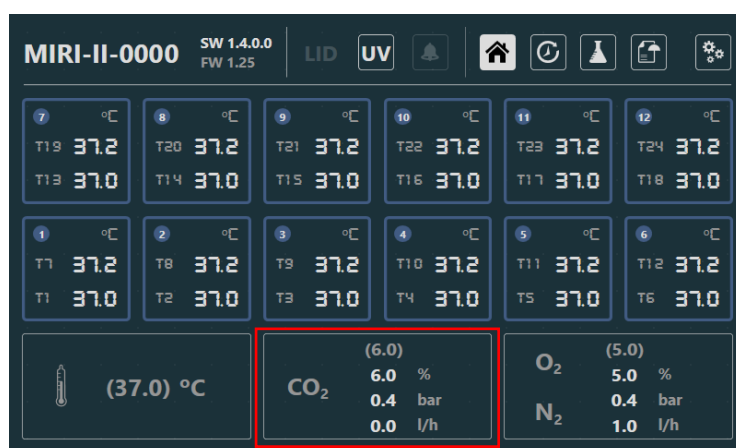 MIRI-II-0000 SW 1.4.0.0 LID UV
FW 1.25
7 °C 8 °C 9 °C 10 °C 11 °C 12 °C
T19 37.2 T20 37.2 T21 37.2 T22 37.2 T23 37.2 T24 37.2
T13 37.0 T14 37.0 T15 37.0 T16 37.0 T17 37.0 T18 37.0
1 °C 2 °C 3 °C 4 °C 5 °C 6 °C
T7 37.2 T8 37.2 T9 37.2 T10 37.2 T11 37.2 T12 37.2
T1 37.0 T2 37.0 T3 37.0 T4 37.0 T5 37.0 T6 37.0
(37.0) °C
CO₂
(6.0)
6.0 %
0.4 bar
0.0 l/h
O₂ (5.0)
5.0 %
N₂ 0.4 bar
1.0 l/h